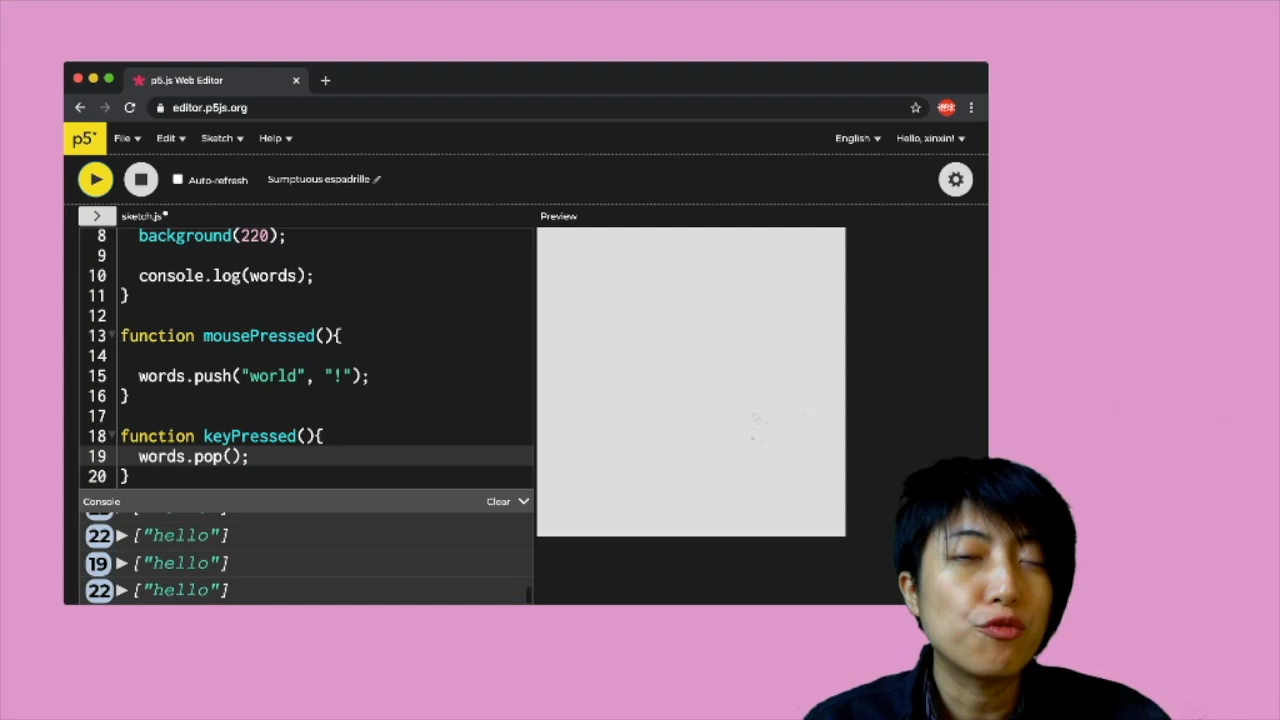 p5.js Web Editor
editor.p5js.org
p5* File Edit Sketch Help English Hello, xinxin!
Auto-refresh Sumptuous espadrille
sketch.js Preview
8 background(220);
9
10 console.log(words);
11 }
12
13 function mousePressed(){
14
15 words.push("world", "!");
16 }
17
18 function keyPressed(){
19 words.pop();
20 }
Console Clear
22 ["hello"]
19 ["hello"]
22 ["hello"]